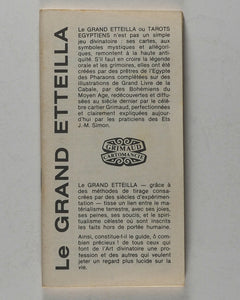 Le GRAND ETTEILLA
Le GRAND ETTEILLA ou TAROTS
EGYPTIENS n'est pas un simple
jeu divinatoire : ses cartes, aux
symboles mystiques et allégori-
ques, remontent à la haute anti-
quité. S'il faut en croire la légende
orale et les grimoires, elles ont été
créées par des prêtres de l'Egypte
des Pharaons complétées sur des
illustrations de Grand Livre de la
Cabale, par des Bohémiens du
Moyen Age, redécouvertes et diffu-
sées au siècle dernier par le célè-
bre cartier Grimaud, perfectionnées
et clairement expliquées aujour-
d'hui par les praticiens des Ets
J.-M. Simon.
GRIMAUD
CARTOMANCIE
Le GRAND ETTEILLA — grâce à
des méthodes de tirage consa-
crées par des siècles d'expérimen-
tation — tisse un lien entre le ma-
térialisme terrestre, avec ses joies,
ses peines, ses soucis, et le spiri-
tualisme céleste où sont inscrits
les faits hors de portée humaine.
Ainsi, constitue-t-il le guide, ô com-
bien précieux ! de tous ceux qui
font de l'Art divinatoire une pro-
fession et des autres qui veulent
jeter un regard plus lucide sur la
vie.